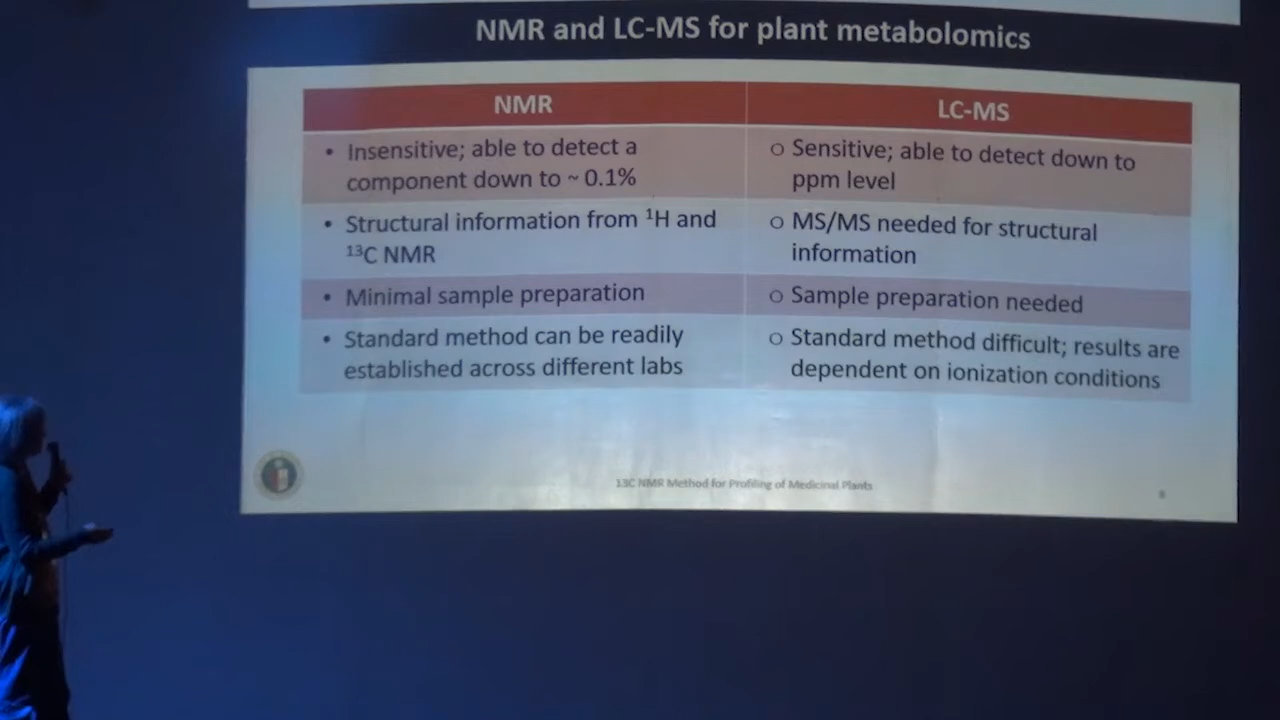 NMR and LC-MS for plant metabolomics
NMR
LC-MS
• Insensitive; able to detect a
component down to ~ 0.1%
o Sensitive; able to detect down to
ppm level
• Structural information from ¹H and
¹³C NMR
o MS/MS needed for structural
information
• Minimal sample preparation
o Sample preparation needed
• Standard method can be readily
established across different labs
o Standard method difficult; results are
dependent on ionization conditions
13C NMR Method for Profiling of Medicinal Plants